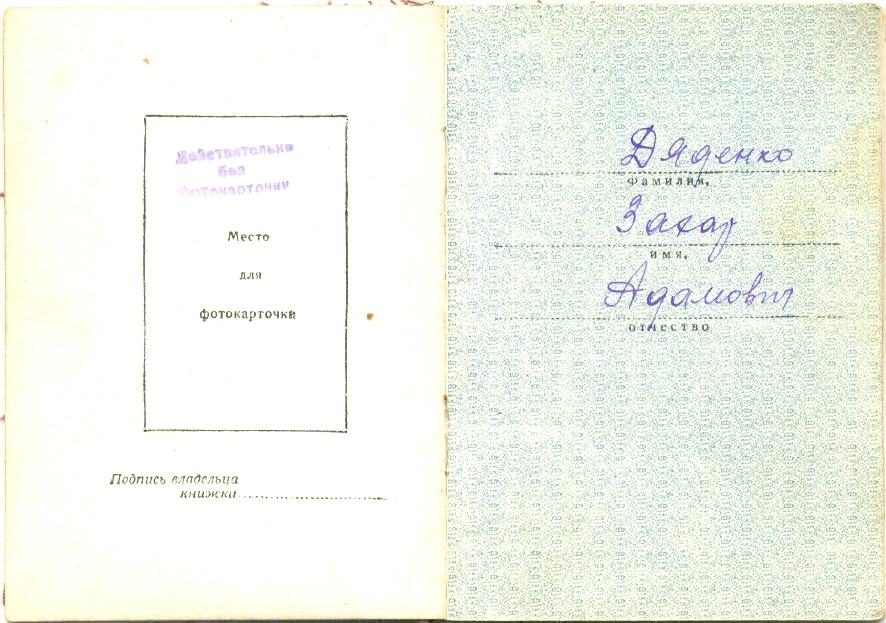 Действительно
без
фотокарточки
Место
для
фотокарточки
Подпись владельца
книжки
Дяденко
Фамилия,
Захар
имя,
Адамович
отчество